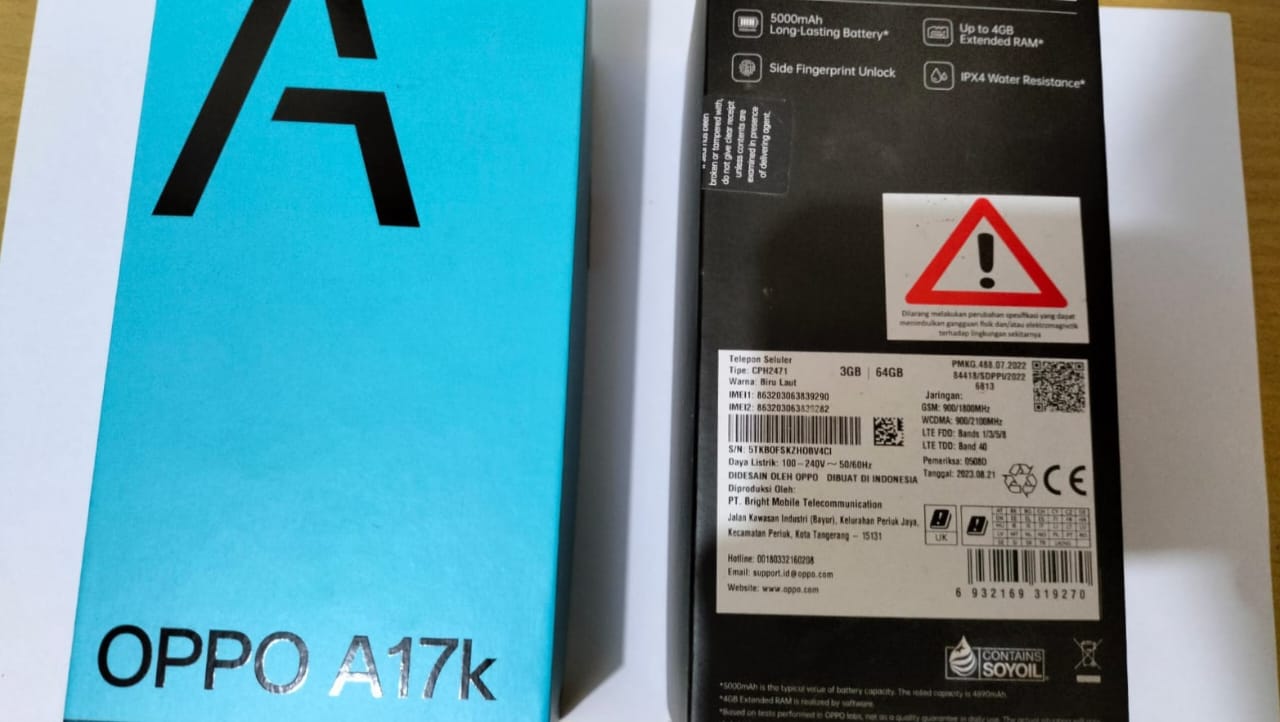 OPPO A17k
5000mAh
Long-Lasting Battery*
Up to 4GB
Extended RAM*
Side Fingerprint Unlock
IPX4 Water Resistance*
broken or tampered with,
do not give clear receipt
unless contents are
examined in presence
of delivering agent.
Dilarang melakukan perubahan spesifikasi yang dapat
menimbulkan gangguan fisik dan/atau elektromagnetik
terhadap lingkungan sekitarnya
Telepon Seluler
Tipe: CPH2471
3GB | 64GB
Warna: Biru Laut
IMEI1: 863203063839290
IMEI2: 863203063839282
S/N: 5TKBOFSKZHOBV4CI
Daya Listrik: 100-240V~ 50/60Hz
DIDESAIN OLEH OPPO DIBUAT DI INDONESIA
Diproduksi Oleh:
PT. Bright Mobile Telecommunication
Jalan Kawasan Industri (Bayur), Kelurahan Periuk Jaya,
Kecamatan Periuk, Kota Tangerang - 15131
Hotline: 00180332160208
Email: support.id@oppo.com
Website: www.oppo.com
PMKG.488.07.2022
84418/SDPPI/2022
6813
Jaringan:
GSM: 900/1800MHz
WCDMA: 900/2100MHz
LTE FDD: Bands 1/3/5/8
LTE TDD: Band 40
Pemeriksa: 0508D
Tanggal: 2023.08.21
CE
UK
6 932169 319270
CONTAINS
SOYOIL
*5000mAh is the typical value of battery capacity. The rated capacity is 4890mAh.
*4GB Extended RAM is realized by software.